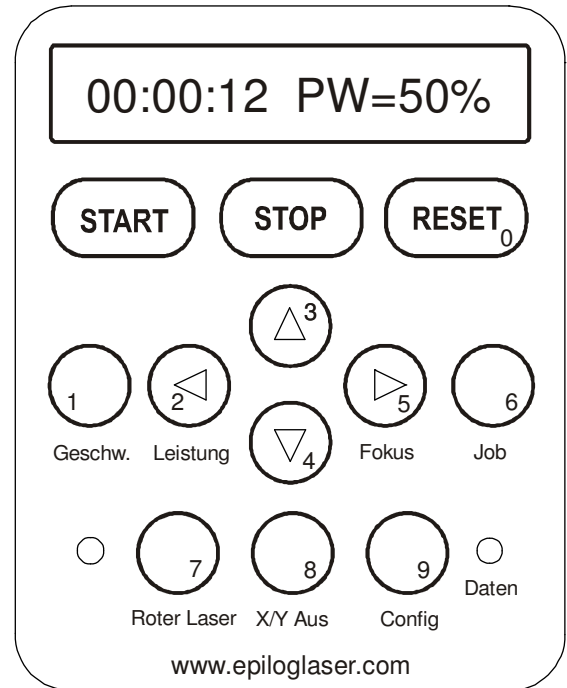 00:00:12 PW=50%
START STOP RESET 0
3
1 2 5 6
4
Geschw. Leistung Fokus Job
7 8 9
Daten
Roter Laser X/Y Aus Config
www.epiloglaser.com